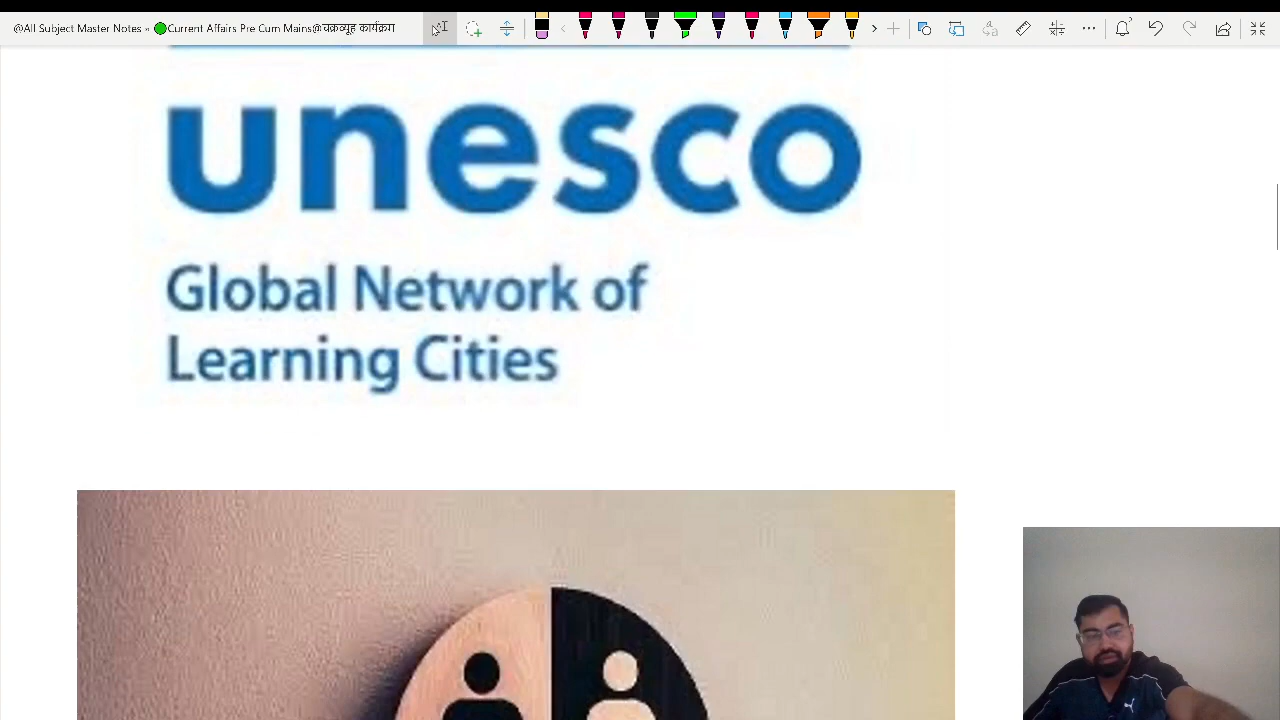 All Subject Master Notes - Current Affairs Pre Cum Mains@चक्रव्यूह कार्यक्रम
unesco
Global Network of
Learning Cities